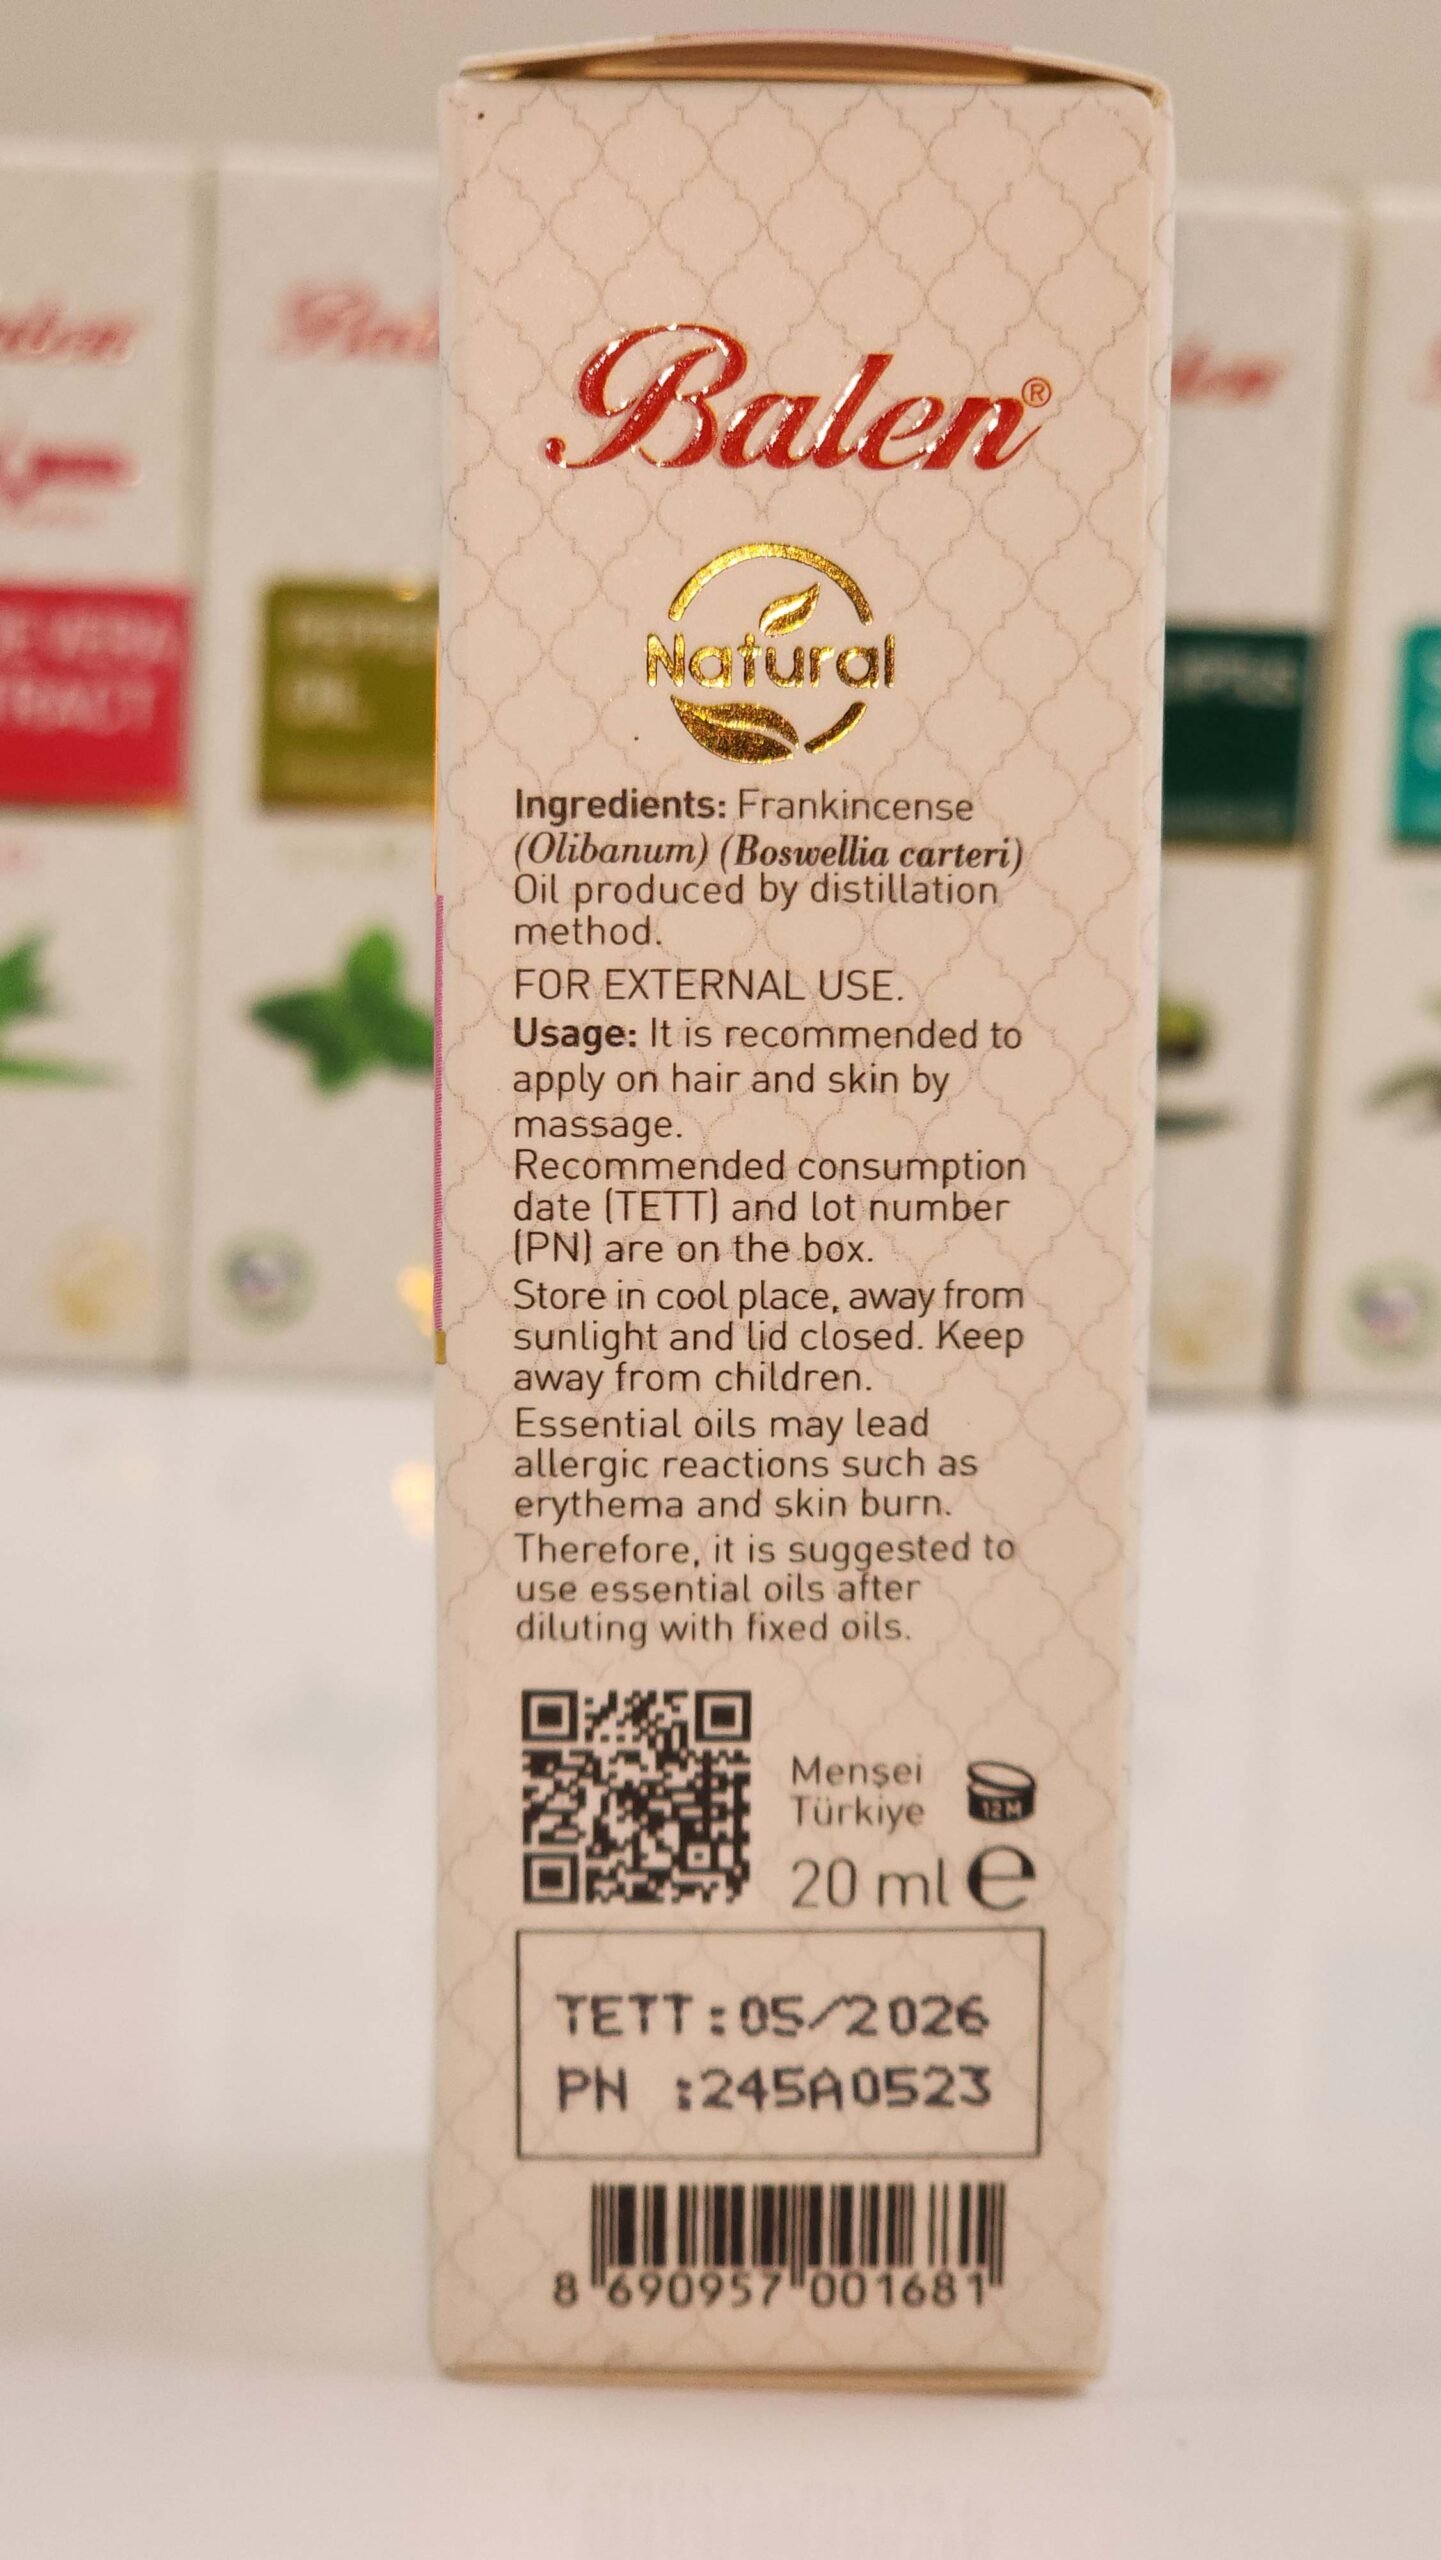 Balen®
Natural
Ingredients: Frankincense
(Olibanum) (Boswellia carteri)
Oil produced by distillation
method.
FOR EXTERNAL USE.
Usage: It is recommended to
apply on hair and skin by
massage.
Recommended consumption
date (TETT) and lot number
(PN) are on the box.
Store in cool place, away from
sunlight and lid closed. Keep
away from children.
Essential oils may lead
allergic reactions such as
erythema and skin burn.
Therefore, it is suggested to
use essential oils after
diluting with fixed oils.
Menşei
Türkiye
12M
20 ml e
TETT:05/2026
PN :245A0523
8 690957 001681
OIL